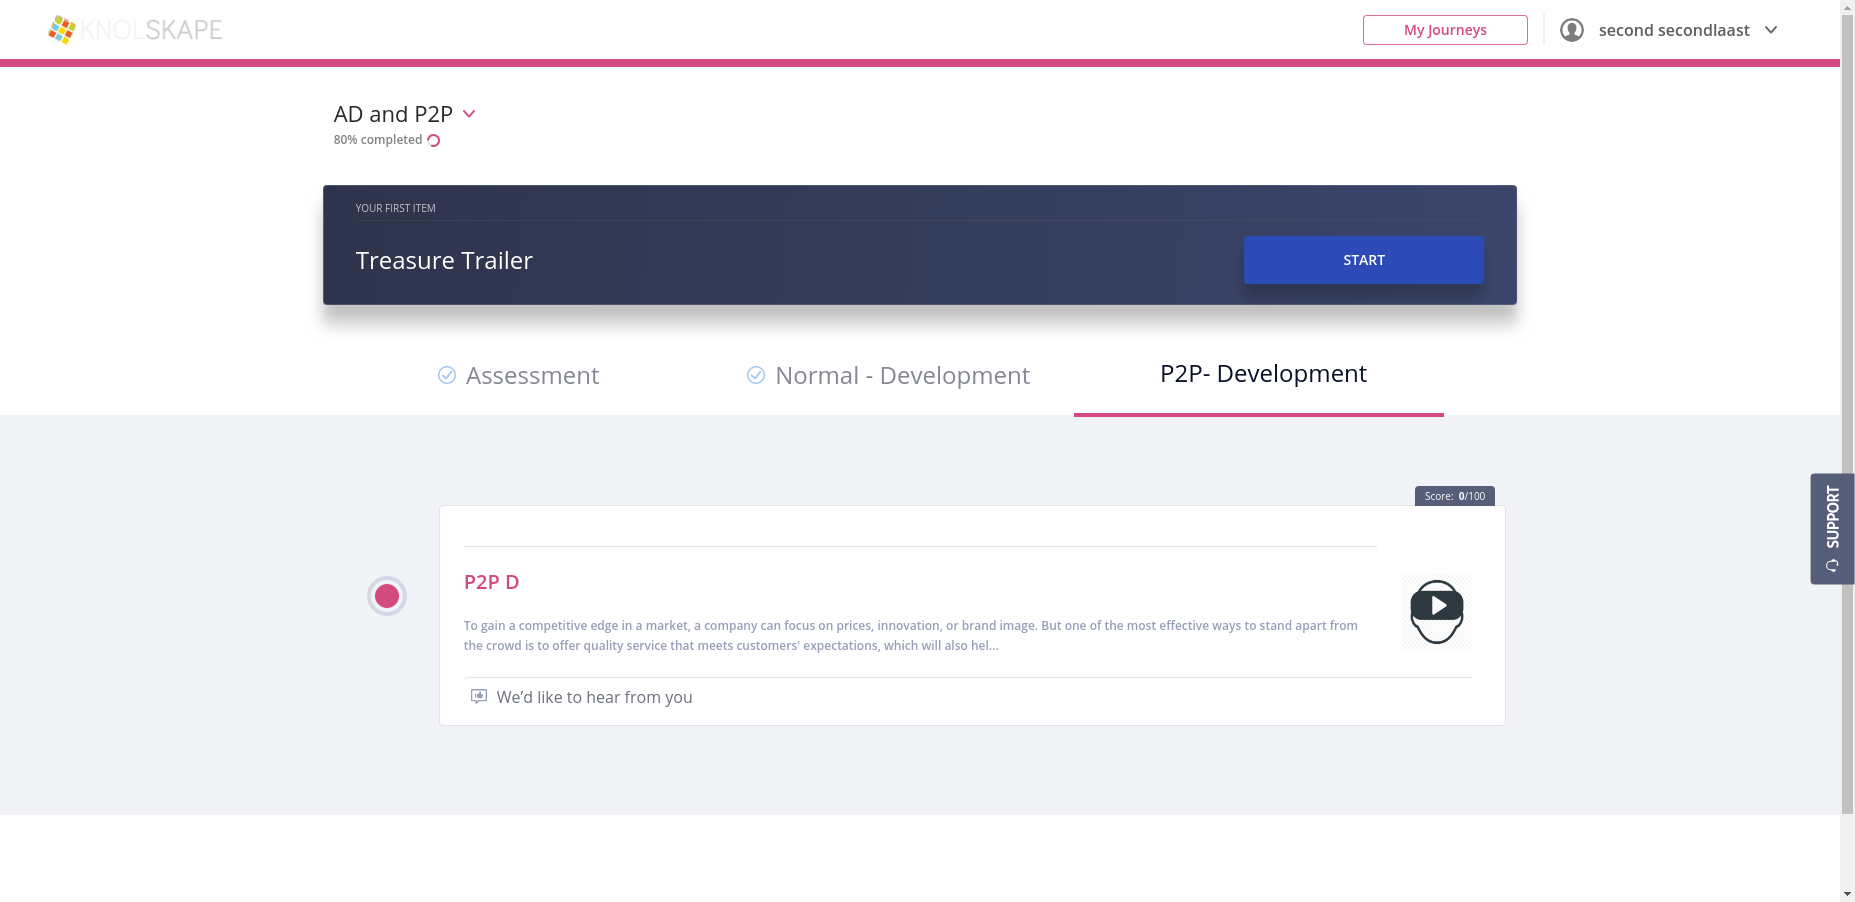 KNOLSKAPE
My Journeys
second secondlaast
AD and P2P
80% completed
YOUR FIRST ITEM
Treasure Trailer
START
Assessment
Normal - Development
P2P- Development
Score: 0/100
P2P D
To gain a competitive edge in a market, a company can focus on prices, innovation, or brand image. But one of the most effective ways to stand apart from
the crowd is to offer quality service that meets customers' expectations, which will also hel...
We’d like to hear from you
SUPPORT